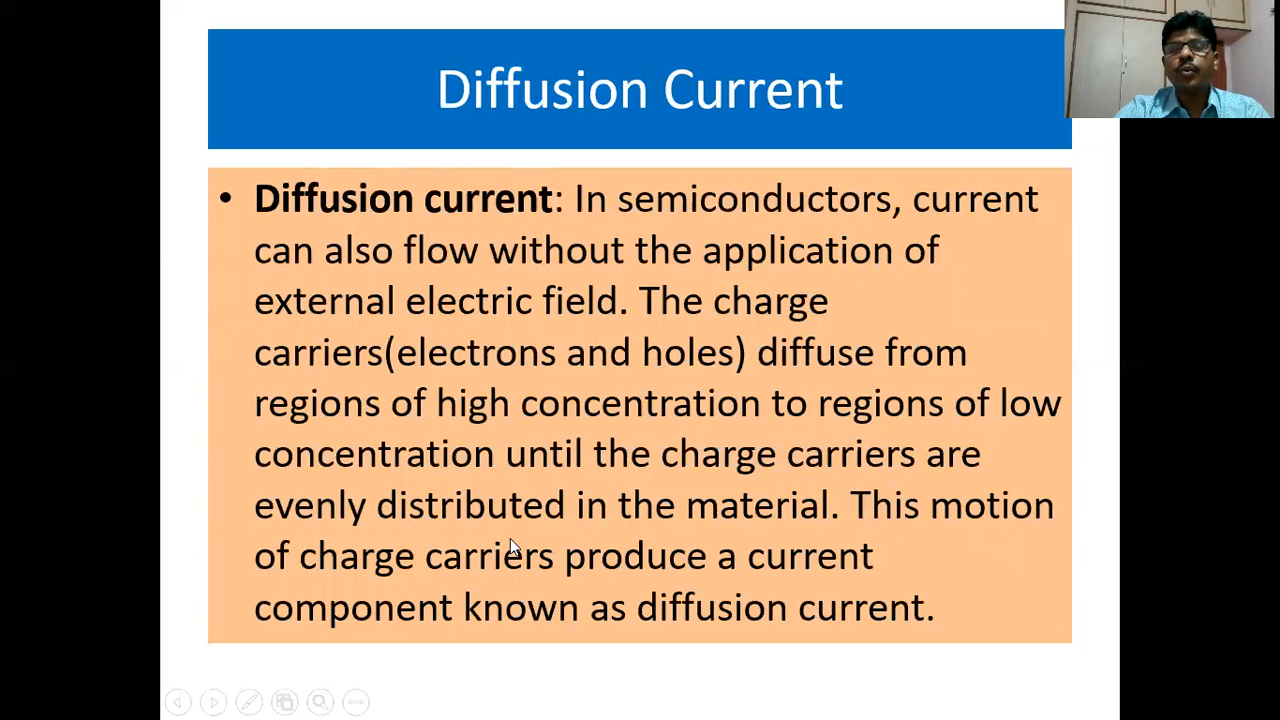 Diffusion Current
• Diffusion current: In semiconductors, current
can also flow without the application of
external electric field. The charge
carriers(electrons and holes) diffuse from
regions of high concentration to regions of low
concentration until the charge carriers are
evenly distributed in the material. This motion
of charge carriers produce a current
component known as diffusion current.